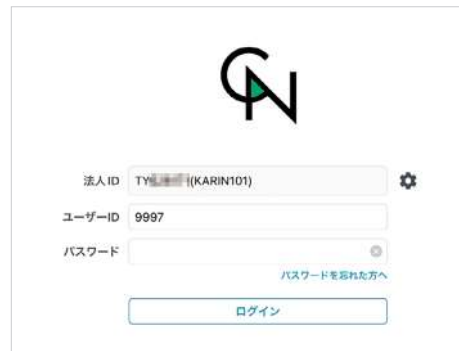 CN
法人ID TY (KARIN101)
ユーザーID 9997
パスワード
パスワードを忘れた方へ
ログイン